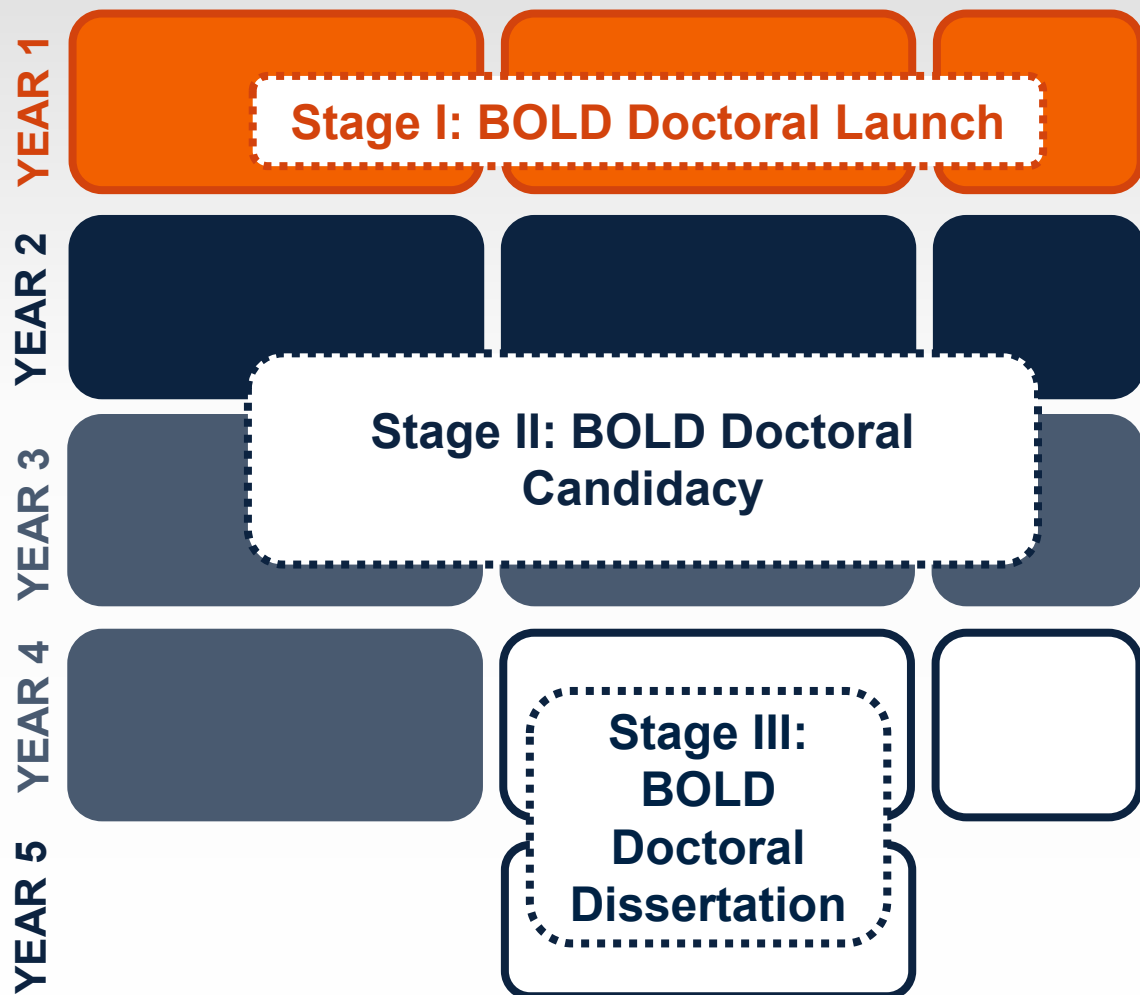 YEAR 1
Stage I: BOLD Doctoral Launch
YEAR 2
Stage II: BOLD Doctoral
Candidacy
YEAR 3
YEAR 4
Stage III:
BOLD
Doctoral
Dissertation
YEAR 5